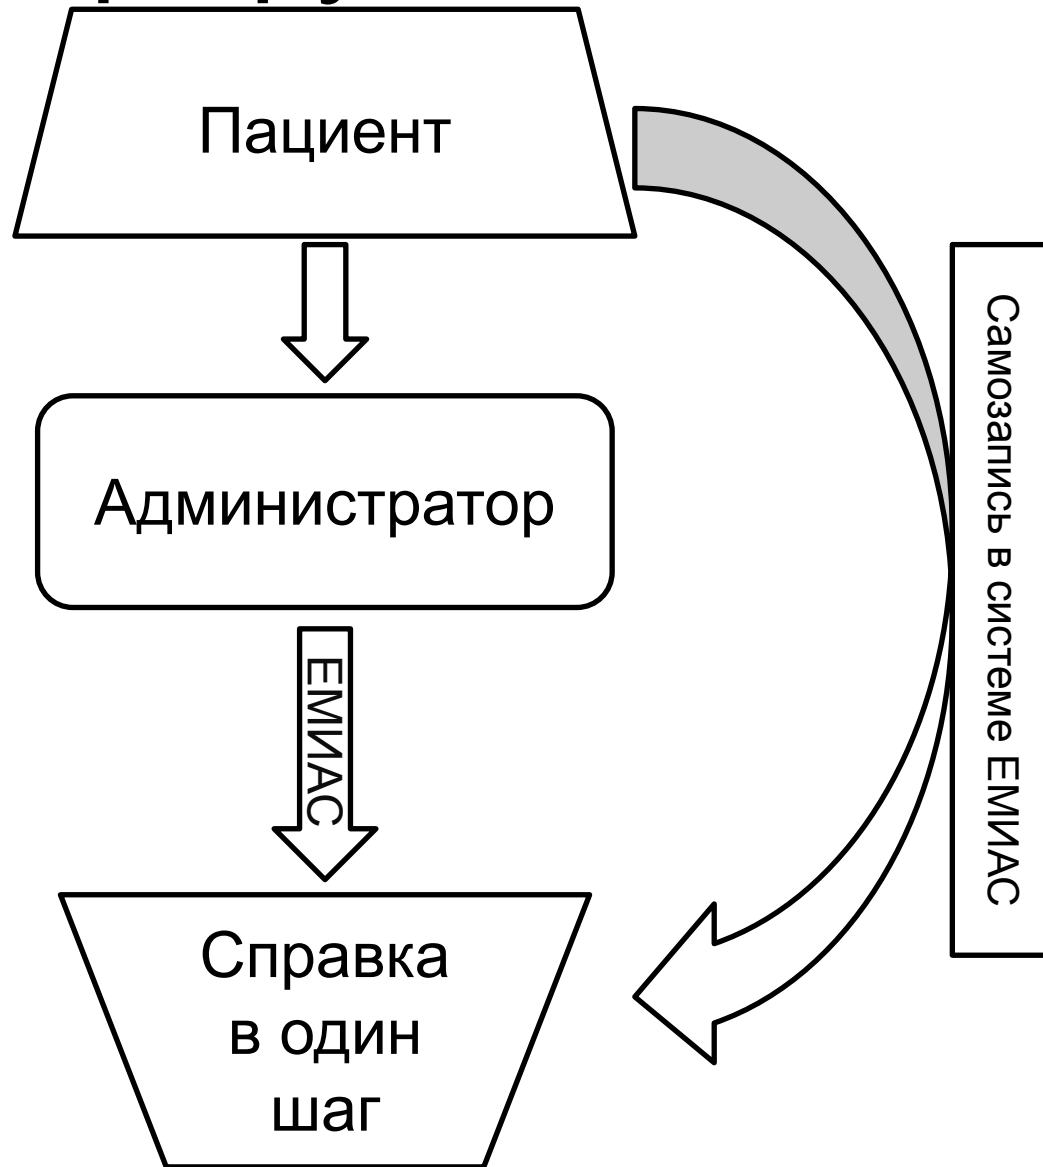 Пациент
Администратор
ЕМИАС
Справка
в один
шаг
Самозапись в системе ЕМИАС